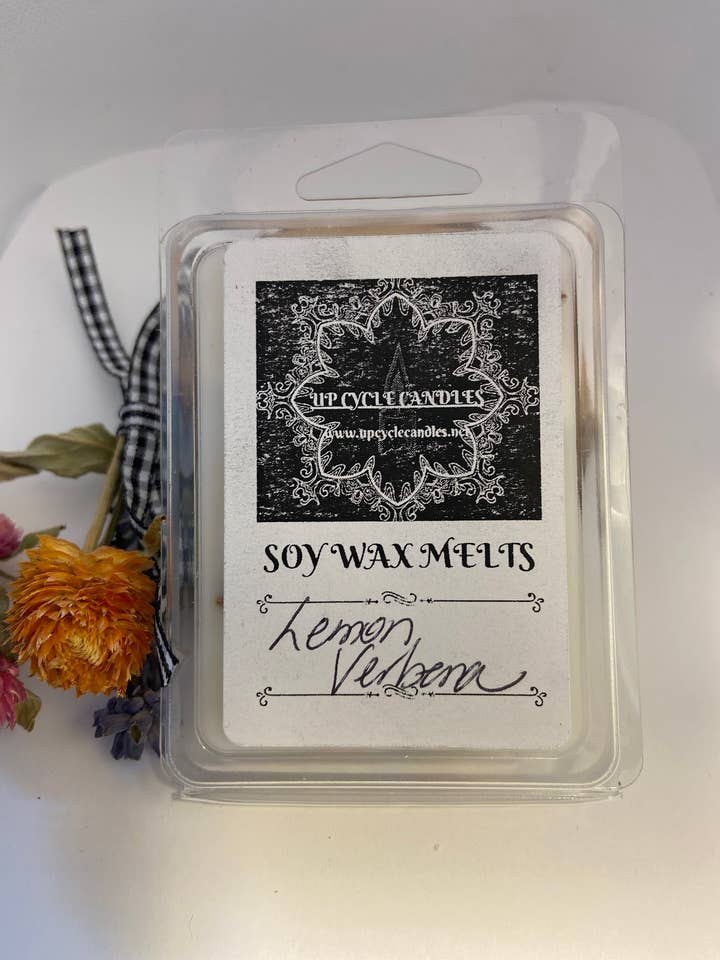 UP CYCLE CANDLES
www.upcyclecandles.net
SOY WAX MELTS
Lemon
Verbena